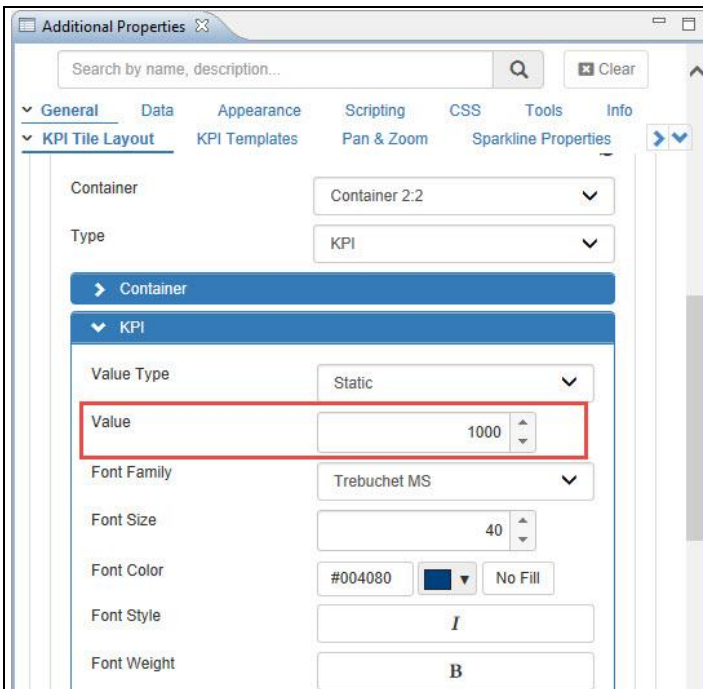 Additional Properties
Search by name, description... Clear
General Data Appearance Scripting CSS Tools Info
KPI Tile Layout KPI Templates Pan & Zoom Sparkline Properties
Container Container 2:2
Type KPI
Container
KPI
Value Type Static
Value 1000
Font Family Trebuchet MS
Font Size 40
Font Color #004080 No Fill
Font Style I
Font Weight B